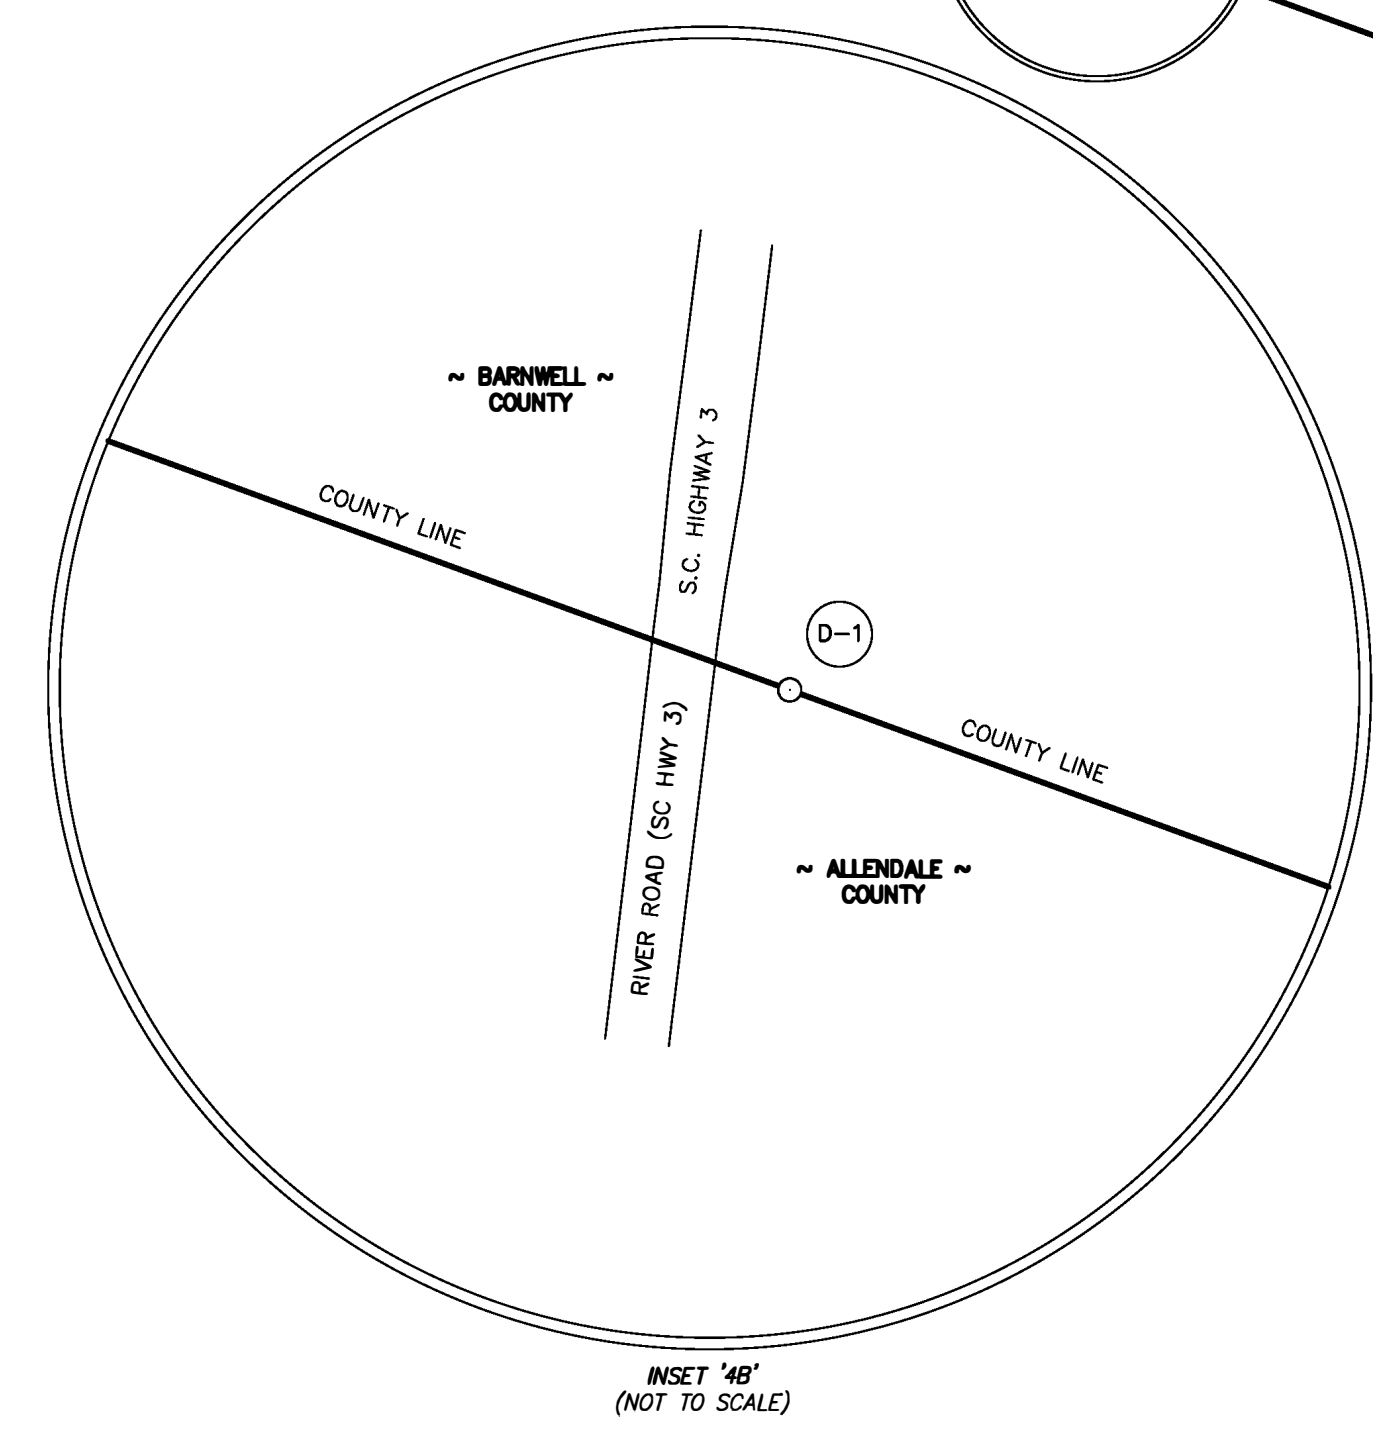 ~ BARNWELL ~
COUNTY
S.C. HIGHWAY 3
COUNTY LINE
D-1
RIVER ROAD (SC HWY 3)
COUNTY LINE
~ ALLENDALE ~
COUNTY
INSET '4B'
(NOT TO SCALE)